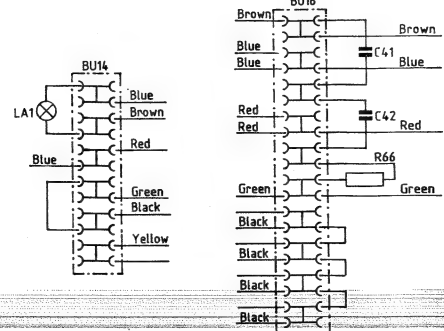 BU14
LA1
Blue
Brown
Red
Blue
Green
Black
Yellow
BU16
Brown
Brown
Blue
C41
Blue
Blue
Red
C42
Red
Red
R66
Green
Green
Black
Black
Black
Black